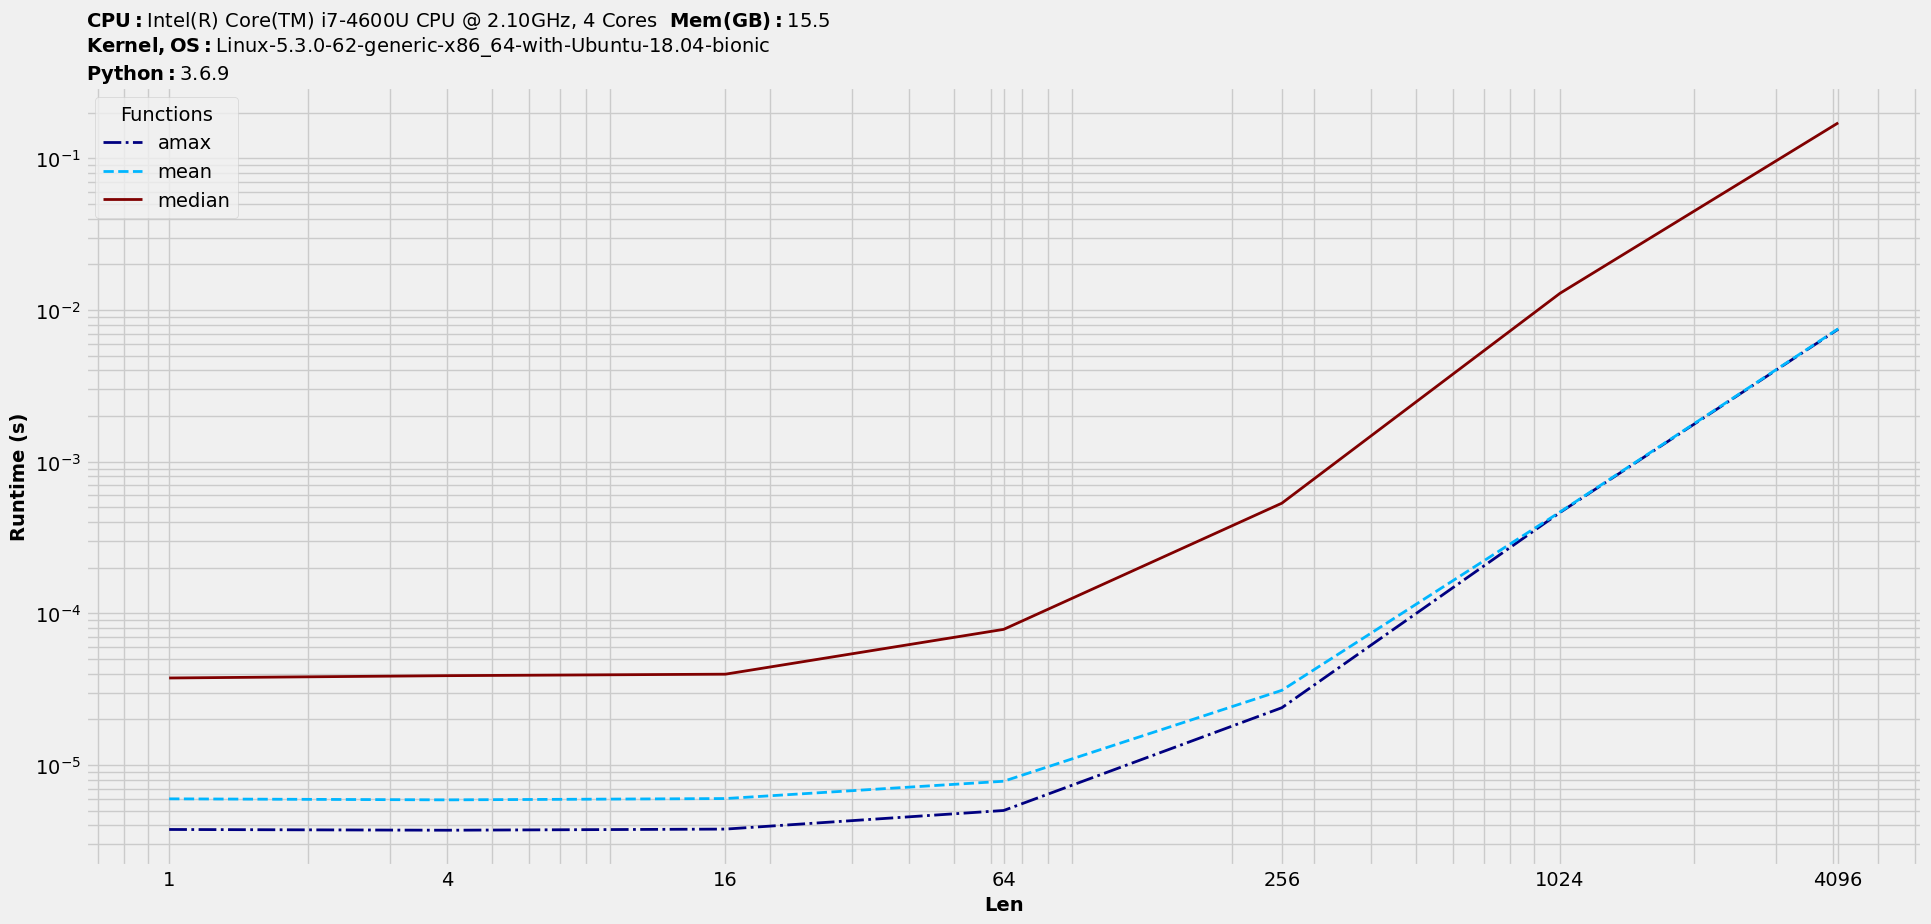 CPU: Intel(R) Core(TM) i7-4600U CPU @ 2.10GHz, 4 Cores  Mem(GB): 15.5
Kernel, OS: Linux-5.3.0-62-generic-x86_64-with-Ubuntu-18.04-bionic
Python: 3.6.9
Functions
amax
mean
median
10⁻¹
10⁻²
10⁻³
10⁻⁴
10⁻⁵
Runtime (s)
1 4 16 64 256 1024 4096
Len